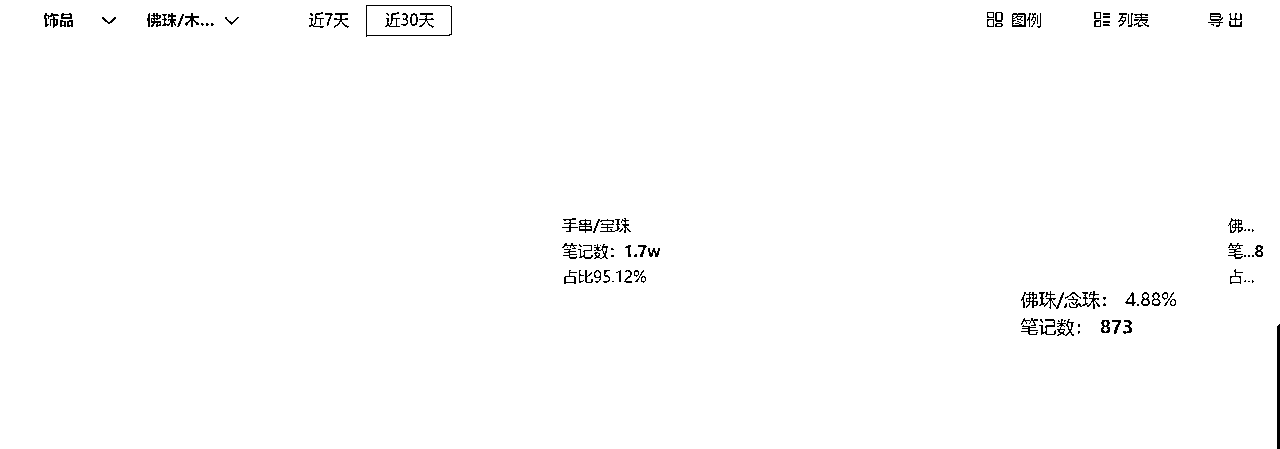 饰品 佛珠/木... 近7天 近30天 图例 列表 导出
手串/宝珠
笔记数：1.7w
占比95.12%
佛...
笔...8
占...
佛珠/念珠： 4.88%
笔记数： 873